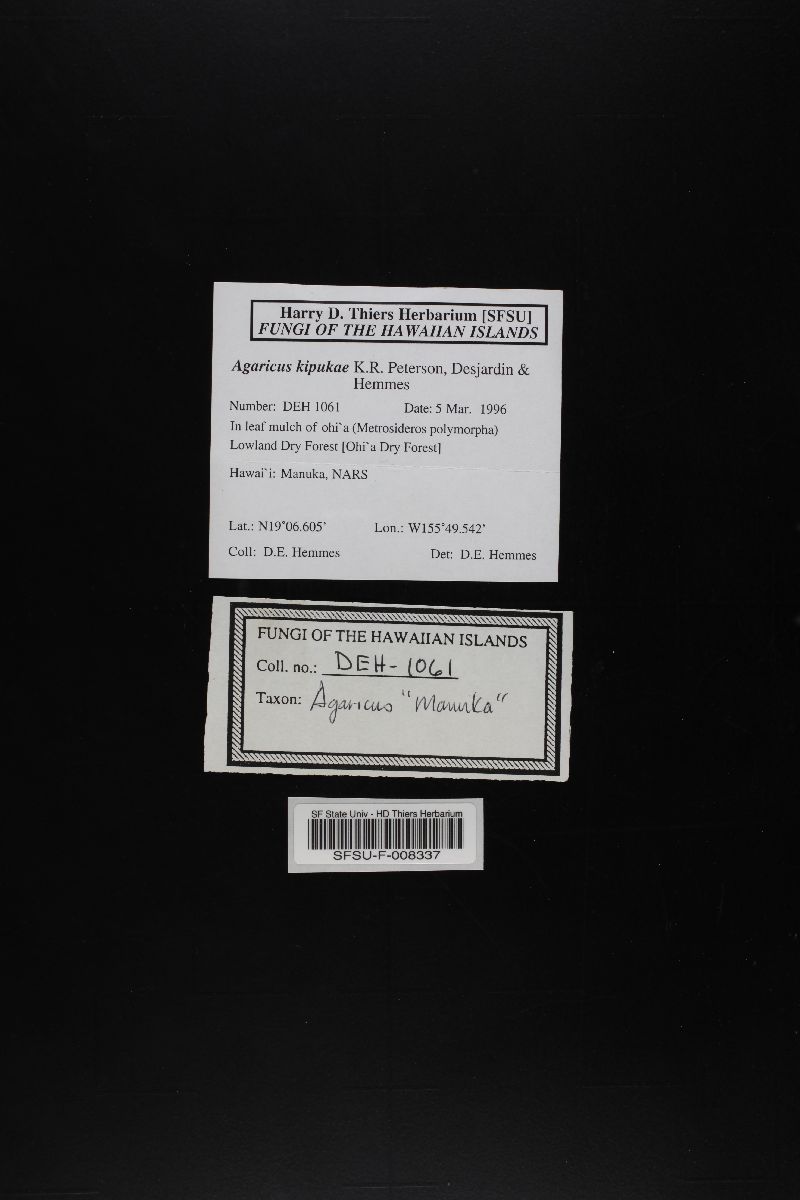 Harry D. Thiers Herbarium [SFSU]
FUNGI OF THE HAWAIIAN ISLANDS
Agaricus kipukae K.R. Peterson, Desjardin &
Hemmes
Number: DEH 1061 Date: 5 Mar. 1996
In leaf mulch of ohi`a (Metrosideros polymorpha)
Lowland Dry Forest [Ohi`a Dry Forest]
Hawai`i: Manuka, NARS
Lat.: N19°06.605' Lon.: W155°49.542'
Coll: D.E. Hemmes Det: D.E. Hemmes
FUNGI OF THE HAWAIIAN ISLANDS
Coll. no.: DEH-1061
Taxon: Agaricus "Manuka"
SF State Univ - HD Thiers Herbarium
SFSU-F-008337